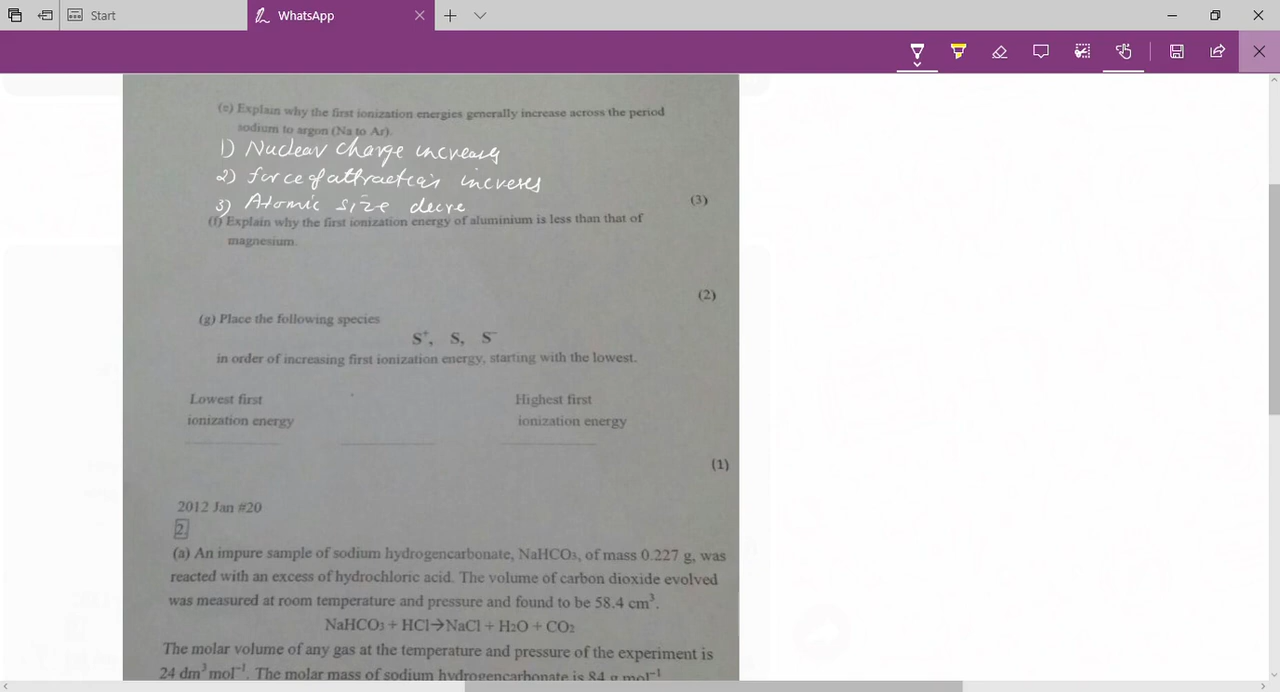 Start
WhatsApp
(e) Explain why the first ionization energies generally increase across the period
sodium to argon (Na to Ar).
1) Nuclear charge increases
2) force of attraction increses
3) Atomic size decre
(3)
(f) Explain why the first ionization energy of aluminium is less than that of
magnesium.
(2)
(g) Place the following species
S⁺, S, S⁻
in order of increasing first ionization energy, starting with the lowest.
Lowest first Highest first
ionization energy ionization energy
(1)
2012 Jan #20
2
(a) An impure sample of sodium hydrogencarbonate, NaHCO₃, of mass 0.227 g, was
reacted with an excess of hydrochloric acid. The volume of carbon dioxide evolved
was measured at room temperature and pressure and found to be 58.4 cm³.
NaHCO₃ + HCl→NaCl + H₂O + CO₂
The molar volume of any gas at the temperature and pressure of the experiment is
24 dm³ mol⁻¹. The molar mass of sodium hydrogencarbonate is 84 g mol⁻¹